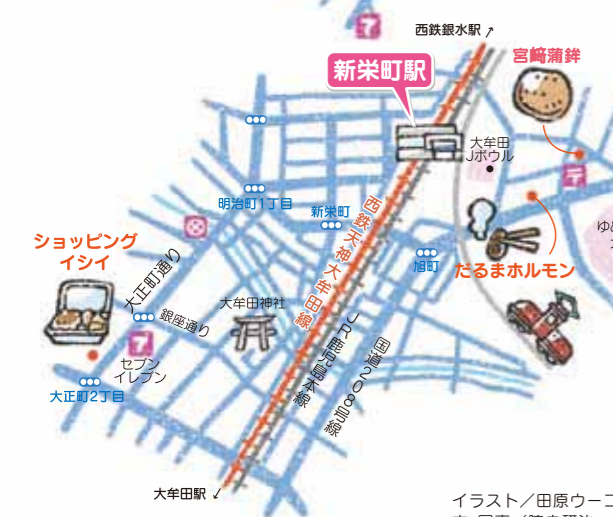 西鉄銀水駅↗
宮﨑蒲鉾
新栄町駅
大牟田
Jボウル
明治町1丁目
新栄町
西鉄天神大牟田線
ショッピング
イシイ
大正町通り
旭町
だるまホルモン
大牟田神社
銀座通り
セブン
イレブン
JR鹿児島本線
国道208号線
大正町2丁目
大牟田駅↙
イラスト/田原ウーコ